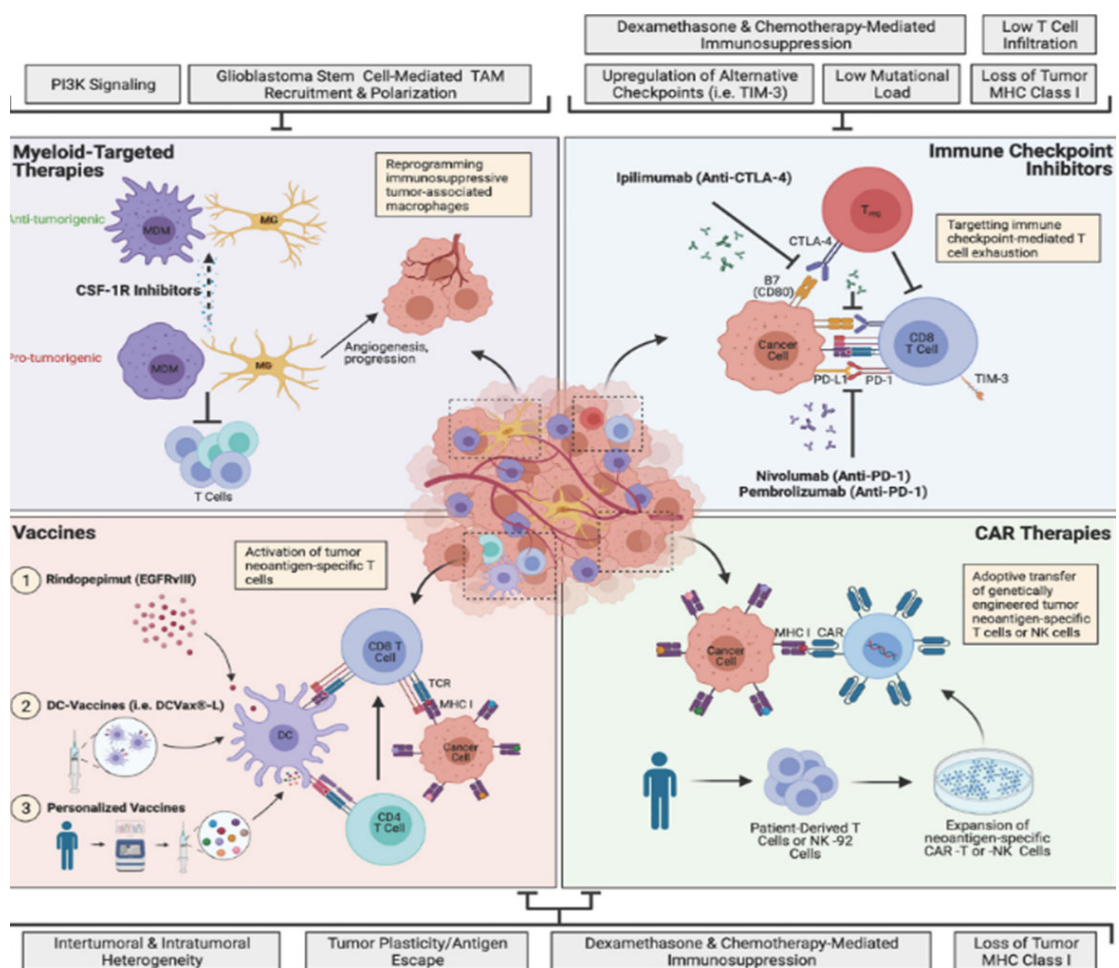 Dexamethasone & Chemotherapy-Mediated
Immunosuppression
Low T Cell
Infiltration
PI3K Signaling
Glioblastoma Stem Cell-Mediated TAM
Recruitment & Polarization
Upregulation of Alternative
Checkpoints (i.e. TIM-3)
Low Mutational
Load
Loss of Tumor
MHC Class I
Myeloid-Targeted
Therapies
Reprogramming
immunosuppressive
tumor-associated
macrophages
Anti-tumorigenic
MDM
MG
CSF-1R Inhibitors
Pro-tumorigenic
MDM
MG
Angiogenesis,
progression
T Cells
Immune Checkpoint
Inhibitors
Ipilimumab (Anti-CTLA-4)
Treg
CTLA-4
Targetting immune
checkpoint-mediated T
cell exhaustion
B7
(CD80)
Cancer
Cell
CD8
T Cell
PD-L1
PD-1
TIM-3
Nivolumab (Anti-PD-1)
Pembrolizumab (Anti-PD-1)
Vaccines
Activation of tumor
neoantigen-specific T
cells
1
Rindopepimut (EGFRvIII)
CD8 T
Cell
TCR
MHC I
2
DC-Vaccines (i.e. DCVax®-L)
DC
Cancer
Cell
3
Personalized Vaccines
CD4
T Cell
CAR Therapies
Adoptive transfer
of genetically
engineered tumor
neoantigen-specific
T cells or NK cells
MHC I
CAR
Cancer
Cell
Patient-Derived T
Cells or NK -92
Cells
Expansion of
neoantigen-specific
CAR -T or -NK Cells
Intertumoral & Intratumoral
Heterogeneity
Tumor Plasticity/Antigen
Escape
Dexamethasone & Chemotherapy-Mediated
Immunosuppression
Loss of Tumor
MHC Class I